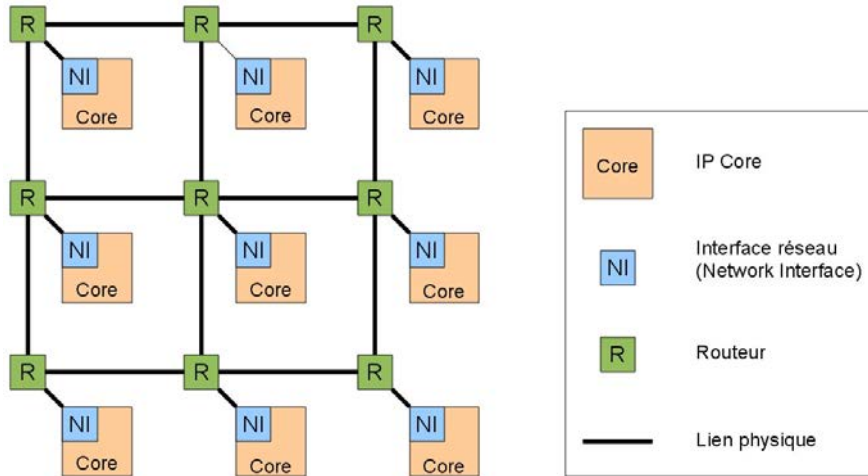 R R R
NI NI NI
Core Core Core
R R R
NI NI NI
Core Core Core
R R R
NI NI NI
Core Core Core
Core IP Core
NI Interface réseau
(Network Interface)
R Routeur
Lien physique